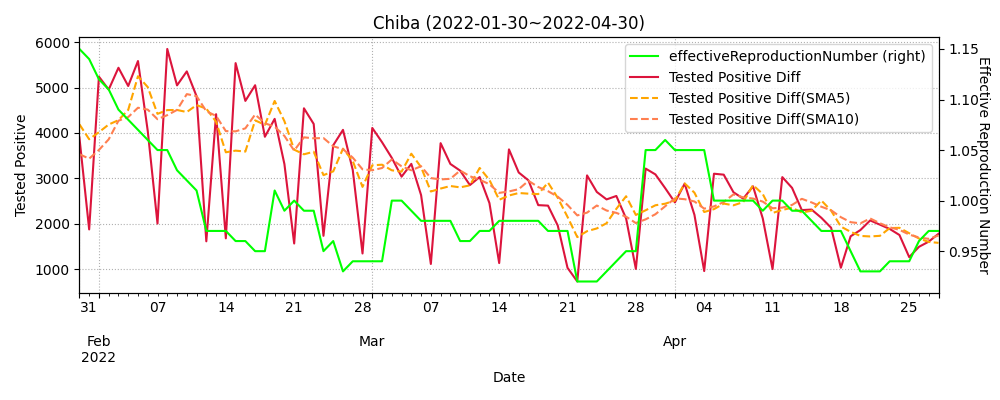 Chiba (2022-01-30~2022-04-30)
effectiveReproductionNumber (right)
Tested Positive Diff
Tested Positive Diff(SMA5)
Tested Positive Diff(SMA10)
Tested Positive
6000
5000
4000
3000
2000
1000
Effective Reproduction Number
1.15
1.10
1.05
1.00
0.95
31 07 14 21 28 07 14 21 28 04 11 18 25
Feb Mar Apr
2022
Date